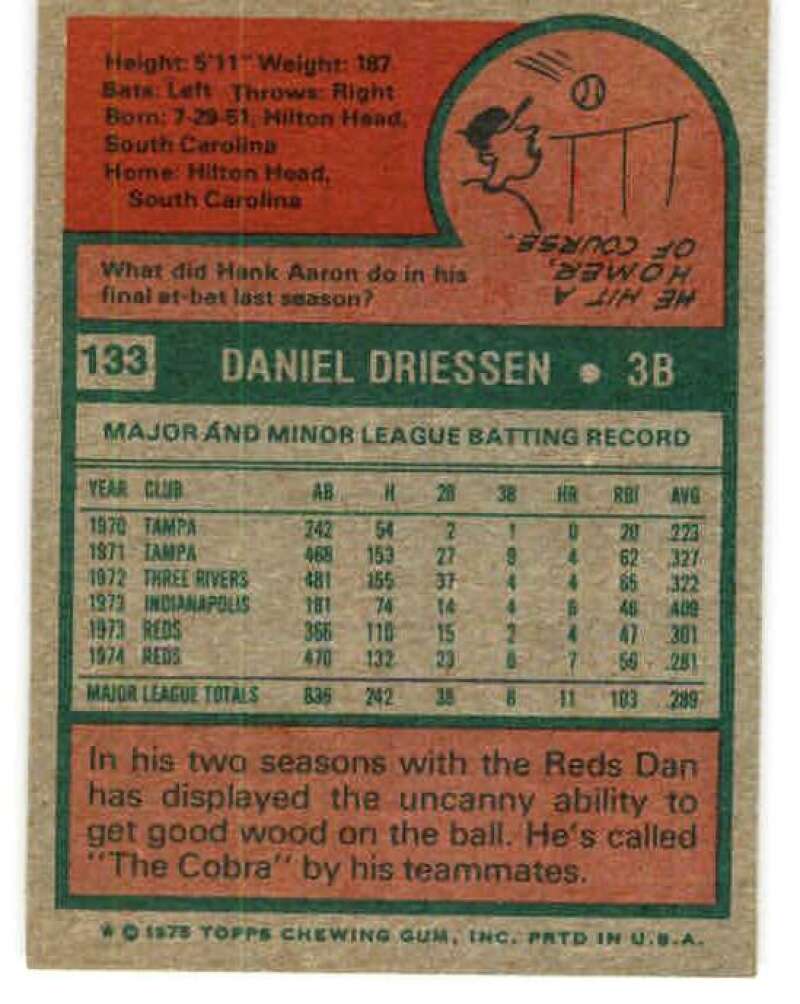 Height: 5'11" Weight: 187
Bats: Left Throws: Right
Born: 7-29-51, Hilton Head,
South Carolina
Home: Hilton Head,
South Carolina
What did Hank Aaron do in his
final at-bat last season?
HE HIT A
HOMER,
OF COURSE.
133 DANIEL DRIESSEN • 3B
MAJOR AND MINOR LEAGUE BATTING RECORD
YEAR CLUB AB H 2B 3B HR RBI AVG
1970 TAMPA 242 54 2 1 0 20 .223
1971 TAMPA 468 153 27 9 4 62 .327
1972 THREE RIVERS 481 155 37 4 4 65 .322
1973 INDIANAPOLIS 181 74 14 4 6 46 .409
1973 REDS 366 110 15 2 4 47 .301
1974 REDS 470 132 23 6 7 56 .281
MAJOR LEAGUE TOTALS 836 242 38 8 11 103 .289
In his two seasons with the Reds Dan
has displayed the uncanny ability to
get good wood on the ball. He's called
"The Cobra" by his teammates.
* © 1975 TOPPS CHEWING GUM, INC. PRTD IN U.S.A.